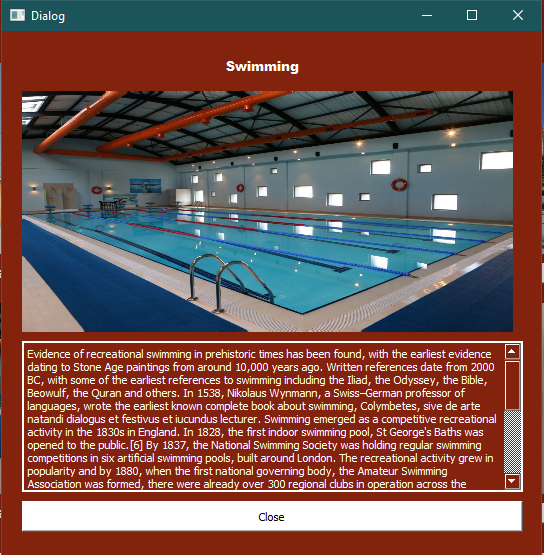 Dialog
Swimming
Evidence of recreational swimming in prehistoric times has been found, with the earliest evidence
dating to Stone Age paintings from around 10,000 years ago. Written references date from 2000
BC, with some of the earliest references to swimming including the Iliad, the Odyssey, the Bible,
Beowulf, the Quran and others. In 1538, Nikolaus Wynmann, a Swiss–German professor of
languages, wrote the earliest known complete book about swimming, Colymbetes, sive de arte
natandi dialogus et festivus et iucundus lecturer. Swimming emerged as a competitive recreational
activity in the 1830s in England. In 1828, the first indoor swimming pool, St George's Baths was
opened to the public.[6] By 1837, the National Swimming Society was holding regular swimming
competitions in six artificial swimming pools, built around London. The recreational activity grew in
popularity and by 1880, when the first national governing body, the Amateur Swimming
Association was formed, there were already over 300 regional clubs in operation across the
Close